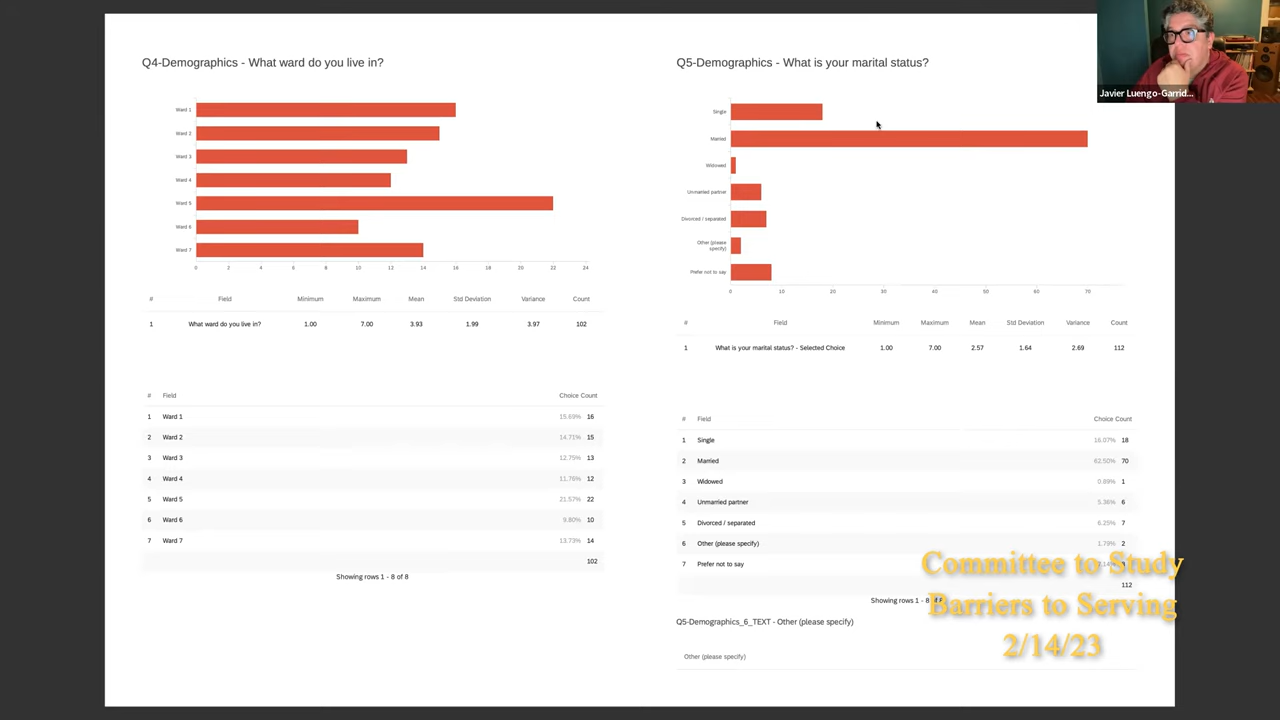 Q4-Demographics - What ward do you live in?
Ward 1
Ward 2
Ward 3
Ward 4
Ward 5
Ward 6
Ward 7
0 2 4 6 8 10 12 14 16 18 20 22 24
# Field Minimum Maximum Mean Std Deviation Variance Count
1 What ward do you live in? 1.00 7.00 3.93 1.99 3.97 102
# Field Choice Count
1 Ward 1 15.69% 16
2 Ward 2 14.71% 15
3 Ward 3 12.75% 13
4 Ward 4 11.76% 12
5 Ward 5 21.57% 22
6 Ward 6 9.80% 10
7 Ward 7 13.73% 14
102
Showing rows 1 - 8 of 8
Q5-Demographics - What is your marital status?
Single
Married
Widowed
Unmarried partner
Divorced / separated
Other (please
specify)
Prefer not to say
0 10 20 30 40 50 60 70
# Field Minimum Maximum Mean Std Deviation Variance Count
1 What is your marital status? - Selected Choice 1.00 7.00 2.57 1.64 2.69 112
# Field Choice Count
1 Single 16.07% 18
2 Married 62.50% 70
3 Widowed 0.89% 1
4 Unmarried partner 5.36% 6
5 Divorced / separated 6.25% 7
6 Other (please specify) 1.79% 2
7 Prefer not to say
112
Showing rows 1 - 8
Q5-Demographics_6_TEXT - Other (please specify)
Other (please specify)
Javier Luengo-Garrid...
Committee to Study
Barriers to Serving
2/14/23